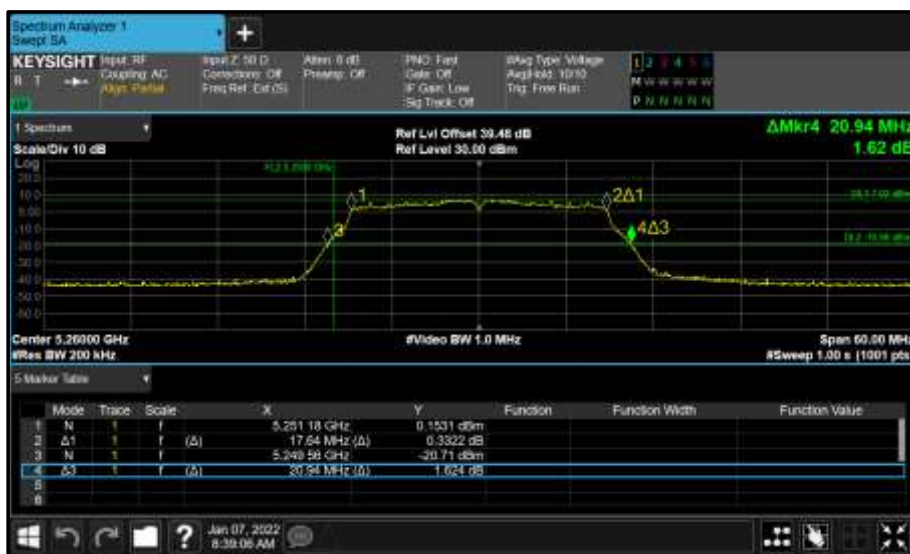 Spectrum Analyzer 1
Swept SA
KEYSIGHT Input: RF Input Z: 50 Ω Atten: 6 dB PNO: Fast #Avg Type: Voltage 1 2 3 4 5 6
R T Coupling: AC Corrections: Off Preamp: Off Gate: Off Avg|Hold: 10/10 M W W W W W
Align: Partial Freq Ref: Ext (S) IF Gain: Low Trig: Free Run
Sig Track: Off P N N N N N
1 Spectrum Ref Lvl Offset 39.48 dB ΔMkr4 20.94 MHz
Scale/Div 10 dB Ref Level 30.00 dBm 1.62 dB
Log
20.0
10.0
0.00
-10.0
-20.0
-30.0
-40.0
-50.0
-60.0
1
2Δ1
3
4Δ3
Center 5.26000 GHz #Video BW 1.0 MHz Span 60.00 MHz
#Res BW 200 kHz #Sweep 1.00 s (1001 pts
5 Marker Table
Mode Trace Scale X Y Function Function Width Function Value
1 N 1 f 5.251 18 GHz 0.1531 dBm
2 Δ1 1 f (Δ) 17.64 MHz (Δ) 0.3322 dB
3 N 1 f 5.249 56 GHz -20.71 dBm
4 Δ3 1 f (Δ) 20.94 MHz (Δ) 1.624 dB
5
6
?
Jan 07, 2022
8:39:06 AM